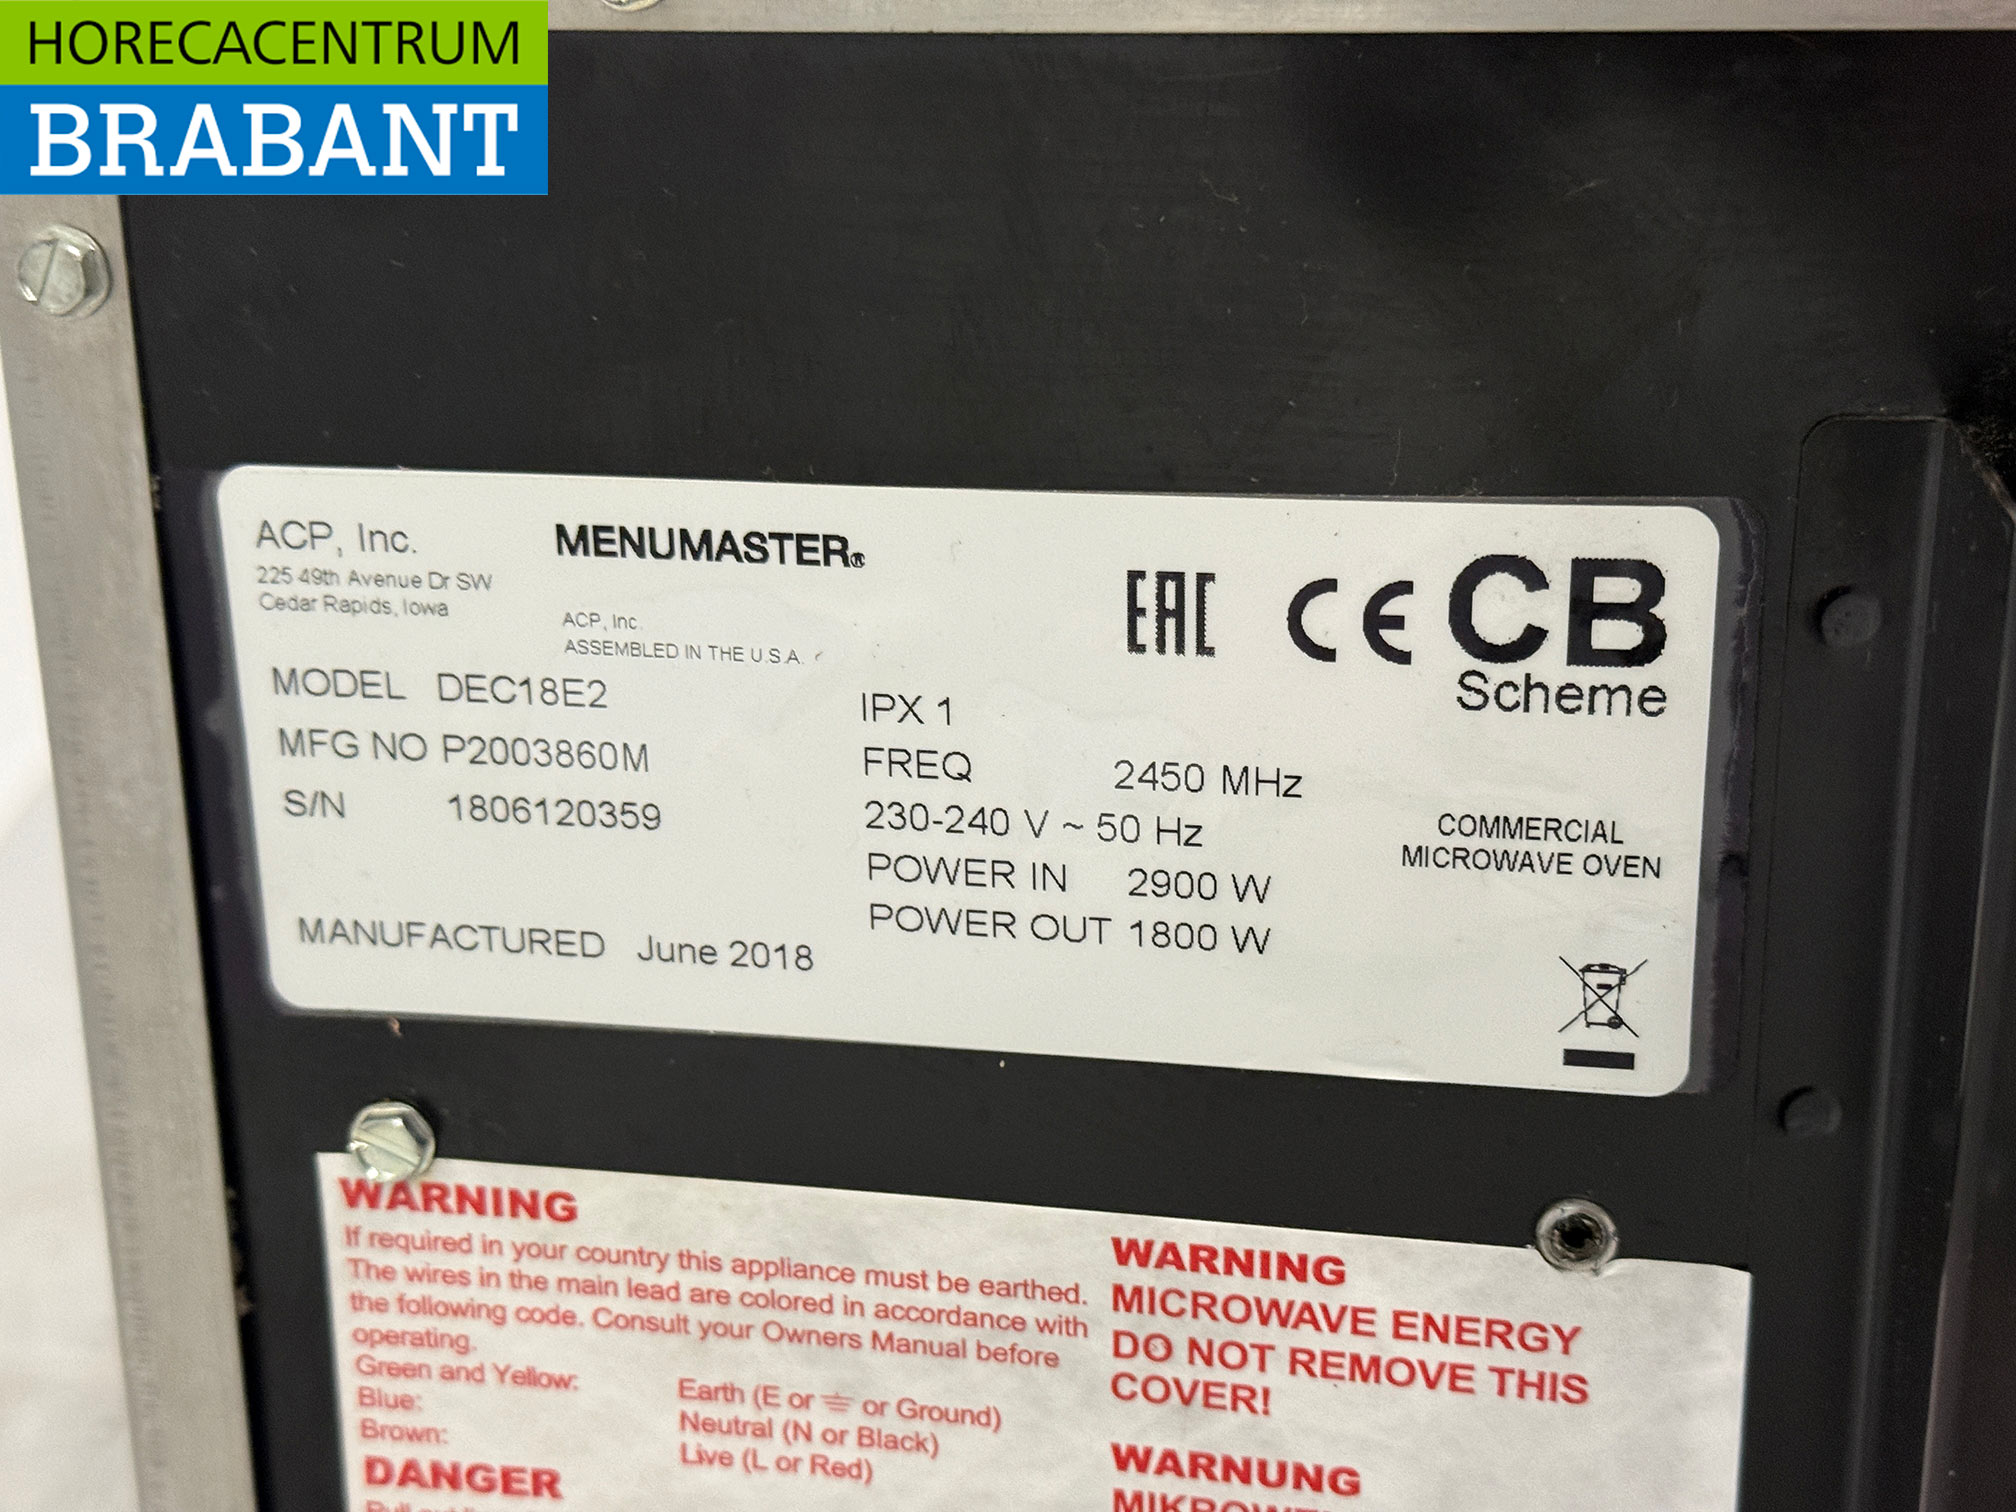 HORECACENTRUM
BRABANT
ACP, Inc.
225 49th Avenue Dr SW
Cedar Rapids, Iowa
MENUMASTER®
ACP, Inc.
ASSEMBLED IN THE U.S.A.
EAC CE CB
Scheme
MODEL DEC18E2
MFG NO P2003860M
S/N 1806120359
MANUFACTURED June 2018
IPX 1
FREQ 2450 MHz
230-240 V ~ 50 Hz
POWER IN 2900 W
POWER OUT 1800 W
COMMERCIAL
MICROWAVE OVEN
WARNING
If required in your country this appliance must be earthed.
The wires in the main lead are colored in accordance with
the following code. Consult your Owners Manual before
operating.
Green and Yellow: Earth (E or ⏚ or Ground)
Blue: Neutral (N or Black)
Brown: Live (L or Red)
DANGER
WARNING
MICROWAVE ENERGY
DO NOT REMOVE THIS
COVER!
WARNUNG